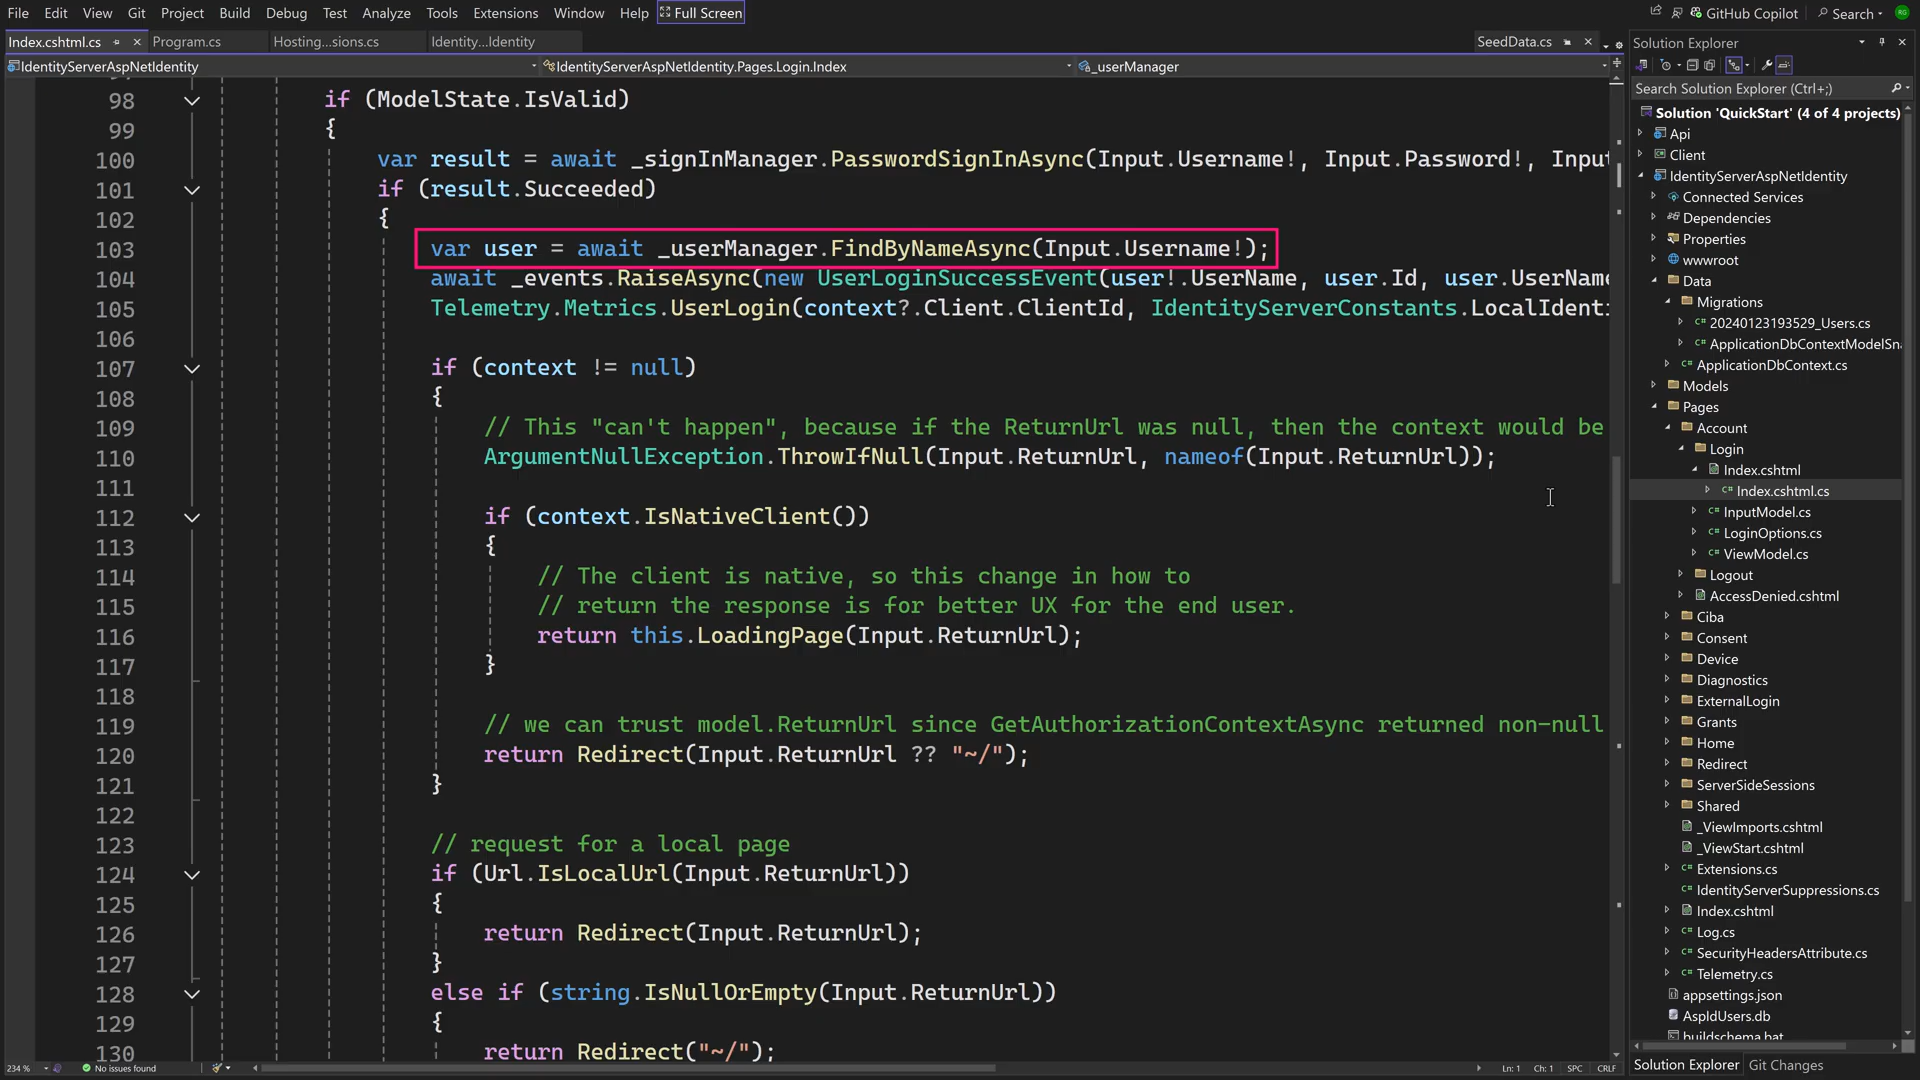 File Edit View Git Project Build Debug Test Analyze Tools Extensions Window Help Full Screen GitHub Copilot Search RG
Index.cshtml.cs Program.cs Hosting...sions.cs Identity...Identity SeedData.cs
IdentityServerAspNetIdentity IdentityServerAspNetIdentity.Pages.Login.Index _userManager
98 if (ModelState.IsValid)
99 {
100 var result = await _signInManager.PasswordSignInAsync(Input.Username!, Input.Password!, Input
101 if (result.Succeeded)
102 {
103 var user = await _userManager.FindByNameAsync(Input.Username!);
104 await _events.RaiseAsync(new UserLoginSuccessEvent(user!.UserName, user.Id, user.UserName
105 Telemetry.Metrics.UserLogin(context?.Client.ClientId, IdentityServerConstants.LocalIdenti
106
107 if (context != null)
108 {
109 // This "can't happen", because if the ReturnUrl was null, then the context would be
110 ArgumentNullException.ThrowIfNull(Input.ReturnUrl, nameof(Input.ReturnUrl));
111
112 if (context.IsNativeClient())
113 {
114 // The client is native, so this change in how to
115 // return the response is for better UX for the end user.
116 return this.LoadingPage(Input.ReturnUrl);
117 }
118
119 // we can trust model.ReturnUrl since GetAuthorizationContextAsync returned non-null
120 return Redirect(Input.ReturnUrl ?? "~/");
121 }
122
123 // request for a local page
124 if (Url.IsLocalUrl(Input.ReturnUrl))
125 {
126 return Redirect(Input.ReturnUrl);
127 }
128 else if (string.IsNullOrEmpty(Input.ReturnUrl))
129 {
130 return Redirect("~/");
234 % No issues found Ln: 1 Ch: 1 SPC CRLF
Solution Explorer
Search Solution Explorer (Ctrl+;)
Solution 'QuickStart' (4 of 4 projects)
Api
Client
IdentityServerAspNetIdentity
Connected Services
Dependencies
Properties
wwwroot
Data
Migrations
20240123193529_Users.cs
ApplicationDbContextModelSna
ApplicationDbContext.cs
Models
Pages
Account
Login
Index.cshtml
Index.cshtml.cs
InputModel.cs
LoginOptions.cs
ViewModel.cs
Logout
AccessDenied.cshtml
Ciba
Consent
Device
Diagnostics
ExternalLogin
Grants
Home
Redirect
ServerSideSessions
Shared
_ViewImports.cshtml
_ViewStart.cshtml
Extensions.cs
IdentityServerSuppressions.cs
Index.cshtml
Log.cs
SecurityHeadersAttribute.cs
Telemetry.cs
appsettings.json
AspIdUsers.db
buildschema.bat
Solution Explorer Git Changes